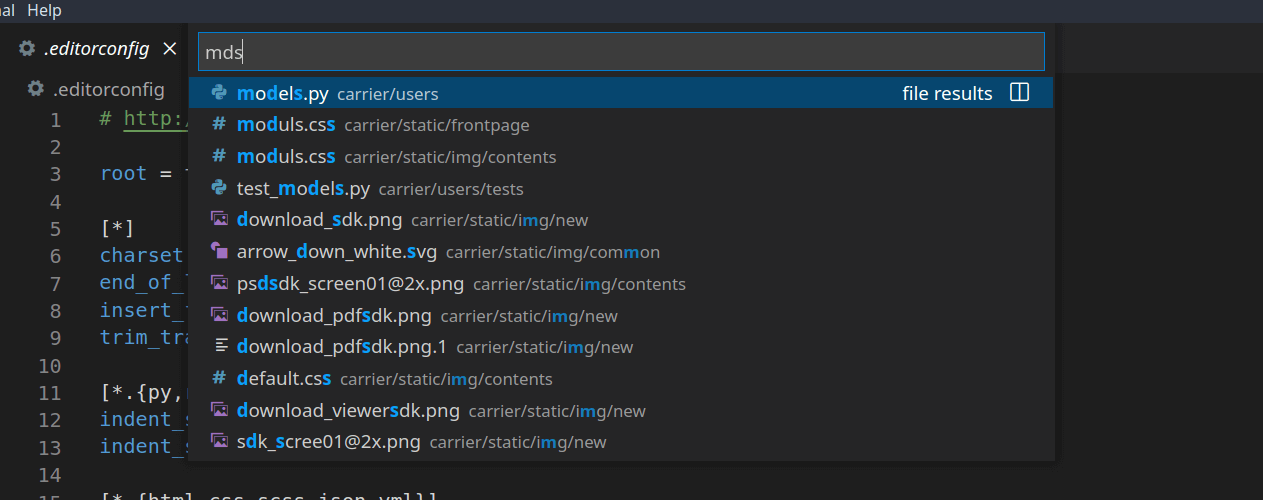 al Help
.editorconfig
mds
models.py carrier/users file results
moduls.css carrier/static/frontpage
moduls.css carrier/static/img/contents
test_models.py carrier/users/tests
download_sdk.png carrier/static/img/new
arrow_down_white.svg carrier/static/img/common
psdsdk_screen01@2x.png carrier/static/img/contents
download_pdfsdk.png carrier/static/img/new
download_pdfsdk.png.1 carrier/static/img/new
default.css carrier/static/img/contents
download_viewersdk.png carrier/static/img/new
sdk_scree01@2x.png carrier/static/img/new
.editorconfig
1 # http:/
2
3 root =
4
5 [*]
6 charset
7 end_of_
8 insert_
9 trim_tra
10
11 [*.{py,
12 indent_s
13 indent_s
14
15 [*.{html,css,scss,json,yml}]